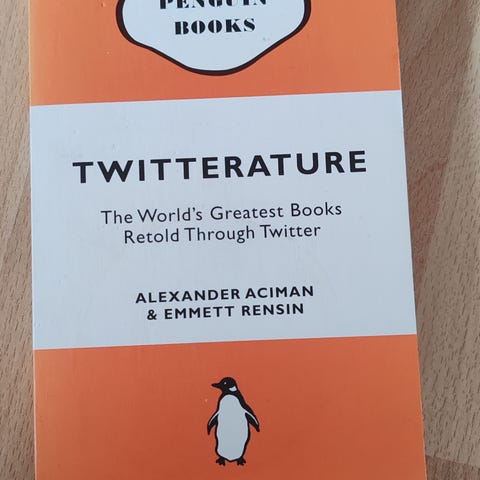 PENGUIN
BOOKS
TWITTERATURE
The World's Greatest Books
Retold Through Twitter
ALEXANDER ACIMAN
& EMMETT RENSIN